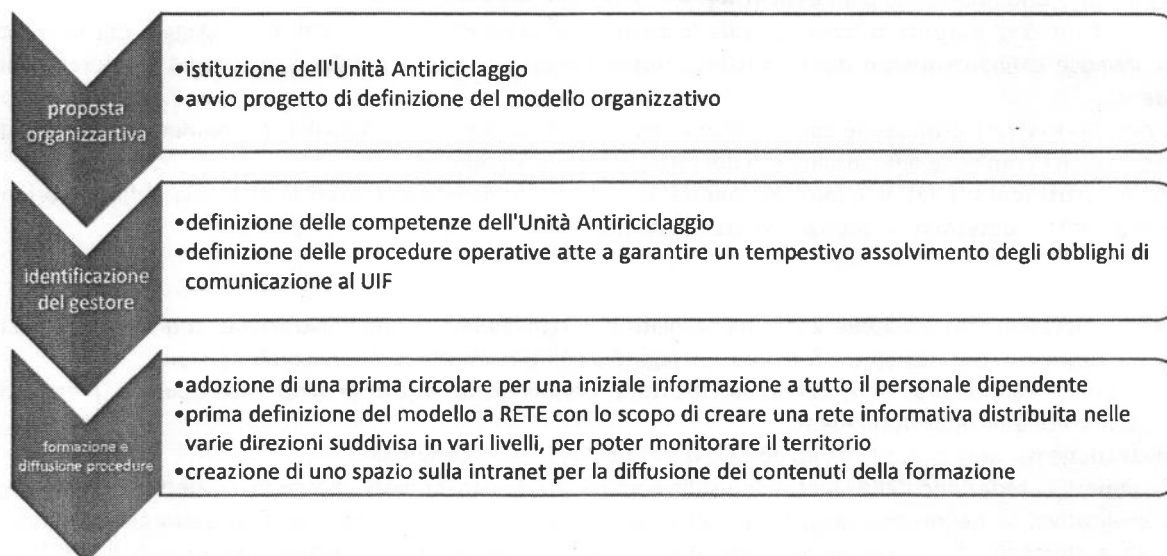 proposta
organizzartiva
•istituzione dell'Unità Antiriciclaggio
•avvio progetto di definizione del modello organizzativo
identificazione
del gestore
•definizione delle competenze dell'Unità Antiriciclaggio
•definizione delle procedure operative atte a garantire un tempestivo assolvimento degli obblighi di
comunicazione al UIF
formazione e
diffusione procedure
•adozione di una prima circolare per una iniziale informazione a tutto il personale dipendente
•prima definizione del modello a RETE con lo scopo di creare una rete informativa distribuita nelle
varie direzioni suddivisa in vari livelli, per poter monitorare il territorio
•creazione di uno spazio sulla intranet per la diffusione dei contenuti della formazione